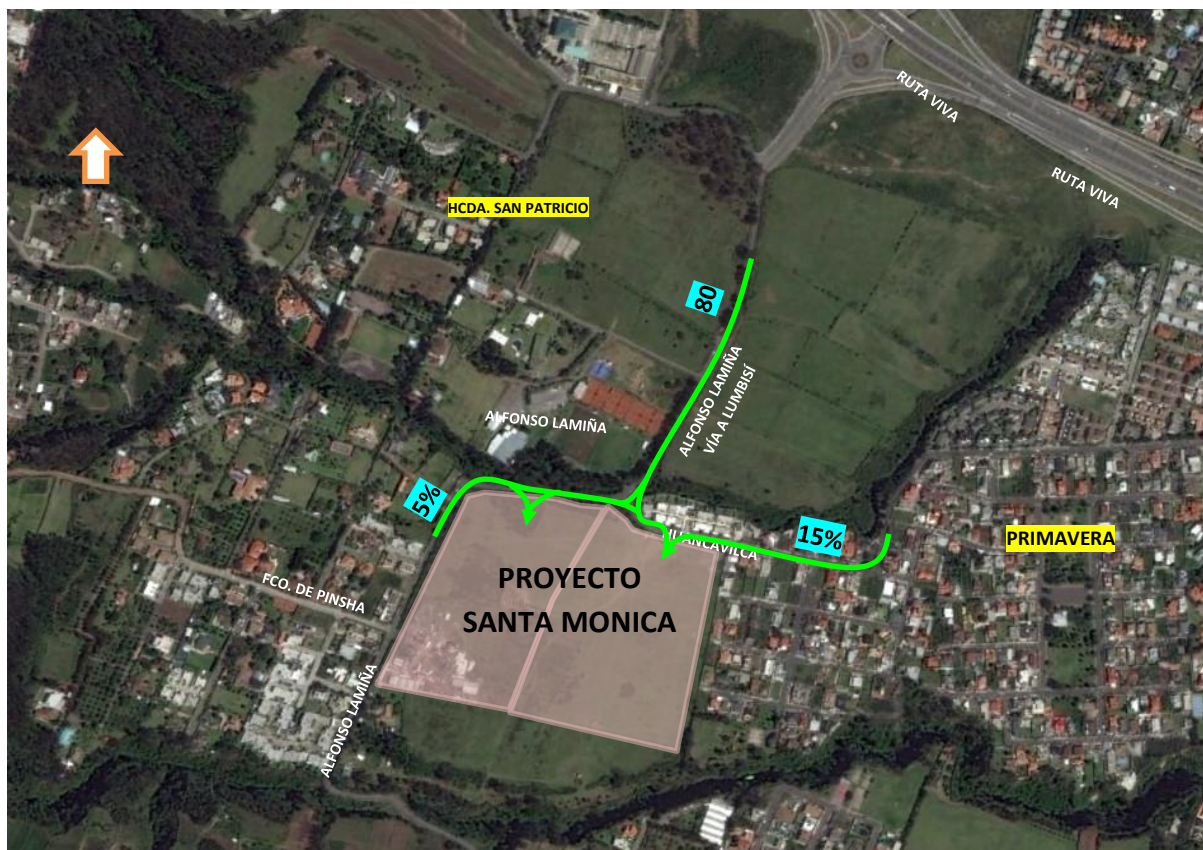 RUTA VIVA
RUTA VIVA
HCDA. SAN PATRICIO
80
ALFONSO LAMIÑA
VÍA A LUMBISÍ
ALFONSO LAMIÑA
5%
HUANCAVILCA
15%
PRIMAVERA
PROYECTO
SANTA MONICA
FCO. DE PINSHA
ALFONSO LAMIÑA